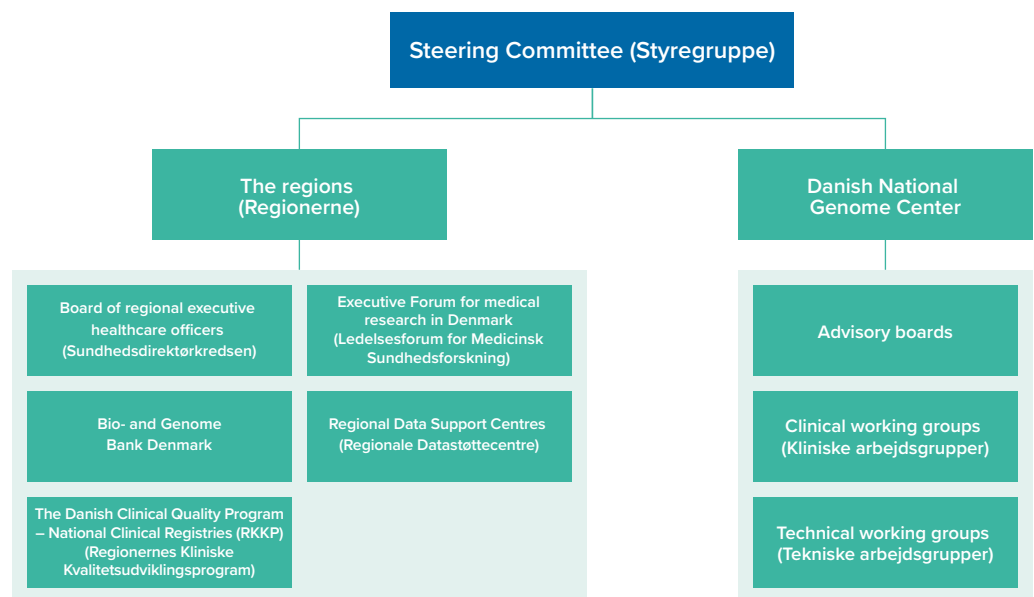 Steering Committee (Styregruppe)
The regions
(Regionerne)
Danish National
Genome Center
Board of regional executive
healthcare officers
(Sundhedsdirektørkredsen)
Executive Forum for medical
research in Denmark
(Ledelsesforum for Medicinsk
Sundhedsforskning)
Bio- and Genome
Bank Denmark
Regional Data Support Centres
(Regionale Datastøttecentre)
The Danish Clinical Quality Program
– National Clinical Registries (RKKP)
(Regionernes Kliniske
Kvalitetsudviklingsprogram)
Advisory boards
Clinical working groups
(Kliniske arbejdsgrupper)
Technical working groups
(Tekniske arbejdsgrupper)